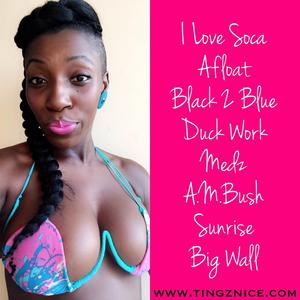 I Love Soca
Afloat
Black 2 Blue
Duck Work
Medz
A.M.Bush
Sunrise
Big Wall
WWW.TINGZNICE.COM